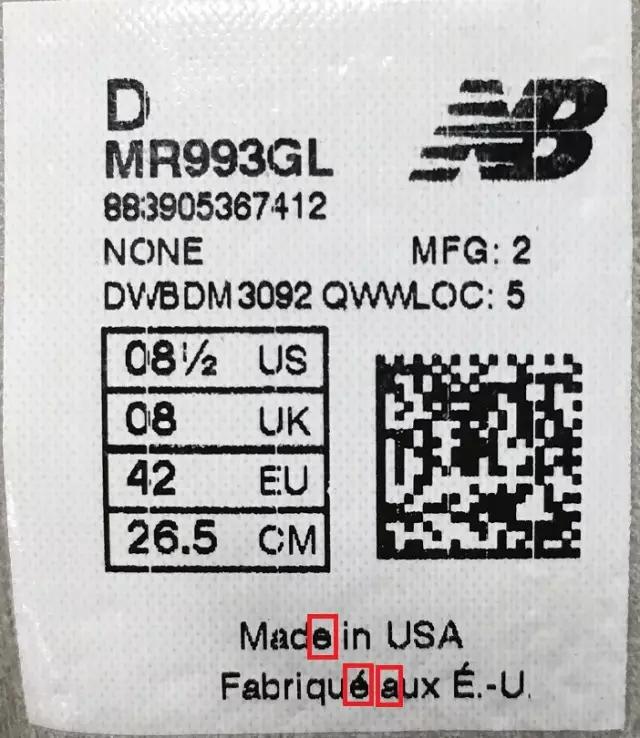 D
NB
MR993GL
883905367412
NONE MFG: 2
DWBDM3092 QWWLOC: 5
08½ US
08 UK
42 EU
26.5 CM
Made in USA
Fabriqué aux É.-U.